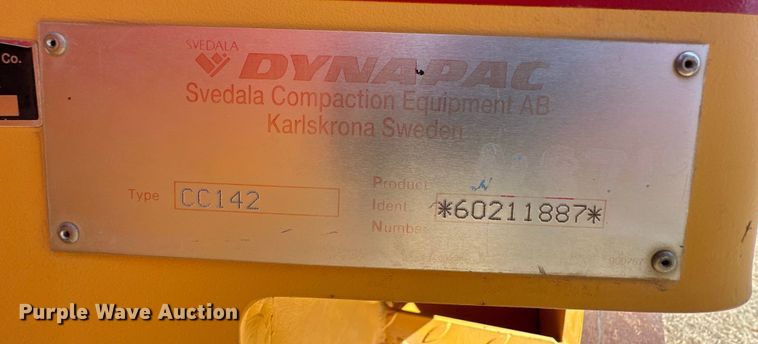 Co.
SVEDALA
DYNAPAC
Svedala Compaction Equipment AB
Karlskrona Sweden
Type CC142
Product
Ident
Number
*60211887*
Purple Wave Auction